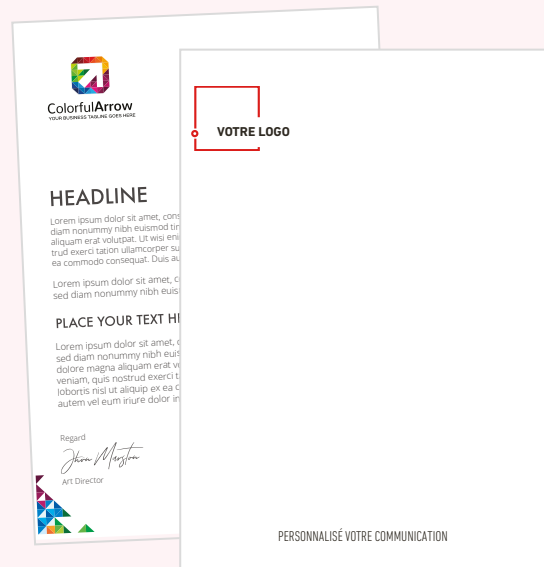 ColorfulArrow
YOUR BUSINESS TAGLINE GOES HERE
HEADLINE
Lorem ipsum dolor sit amet, cons
diam nonummy nibh euismod tin
aliquam erat volutpat. Ut wisi eni
trud exerci tation ullamcorper su
ea commodo consequat. Duis au
Lorem ipsum dolor sit amet, c
sed diam nonummy nibh euis
PLACE YOUR TEXT HE
Lorem ipsum dolor sit amet, c
sed diam nonummy nibh euis
dolore magna aliquam erat vo
veniam, quis nostrud exerci t
lobortis nisl ut aliquip ex ea c
autem vel eum iriure dolor in
Regard
Jhon Marston
Art Director
VOTRE LOGO
PERSONNALISÉ VOTRE COMMUNICATION